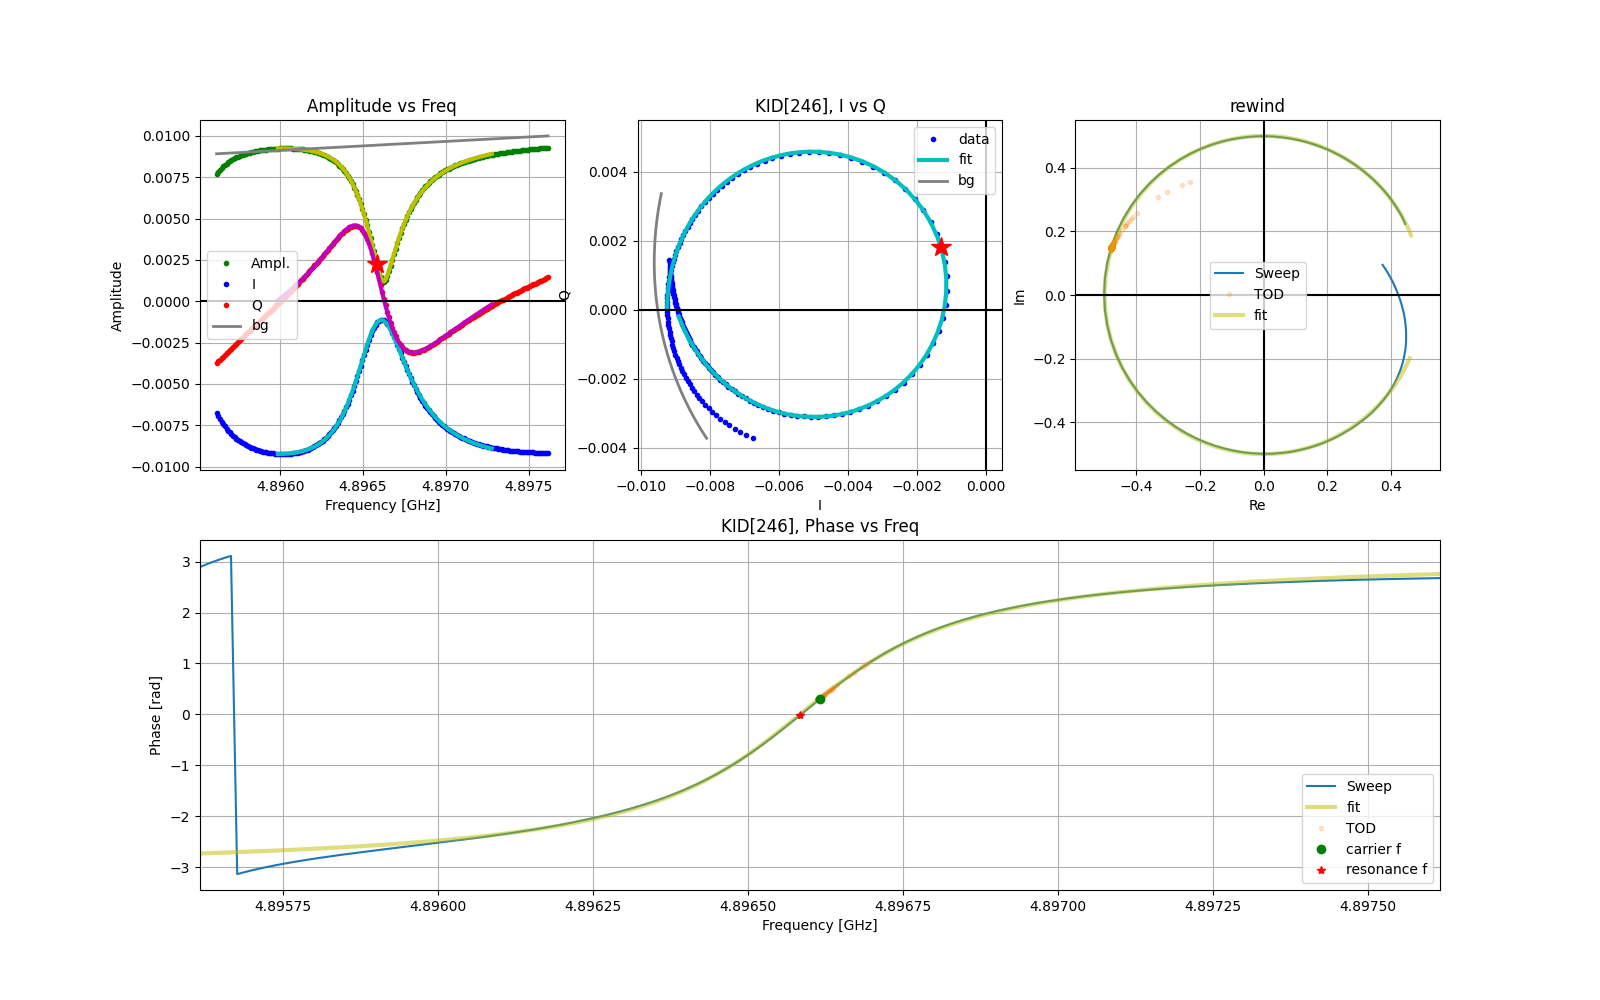 Amplitude vs Freq
KID[246], I vs Q
rewind
Amplitude
0.0100
0.0075
0.0050
0.0025
0.0000
−0.0025
−0.0050
−0.0075
−0.0100
Ampl.
I
Q
bg
4.8960
4.8965
4.8970
4.8975
Frequency [GHz]
Q
0.004
0.002
0.000
−0.002
−0.004
data
fit
bg
−0.010
−0.008
−0.006
−0.004
−0.002
0.000
I
Im
0.4
0.2
0.0
−0.2
−0.4
Sweep
TOD
fit
−0.4
−0.2
0.0
0.2
0.4
Re
KID[246], Phase vs Freq
Phase [rad]
3
2
1
0
−1
−2
−3
Sweep
fit
TOD
carrier f
resonance f
4.89575
4.89600
4.89625
4.89650
4.89675
4.89700
4.89725
4.89750
Frequency [GHz]